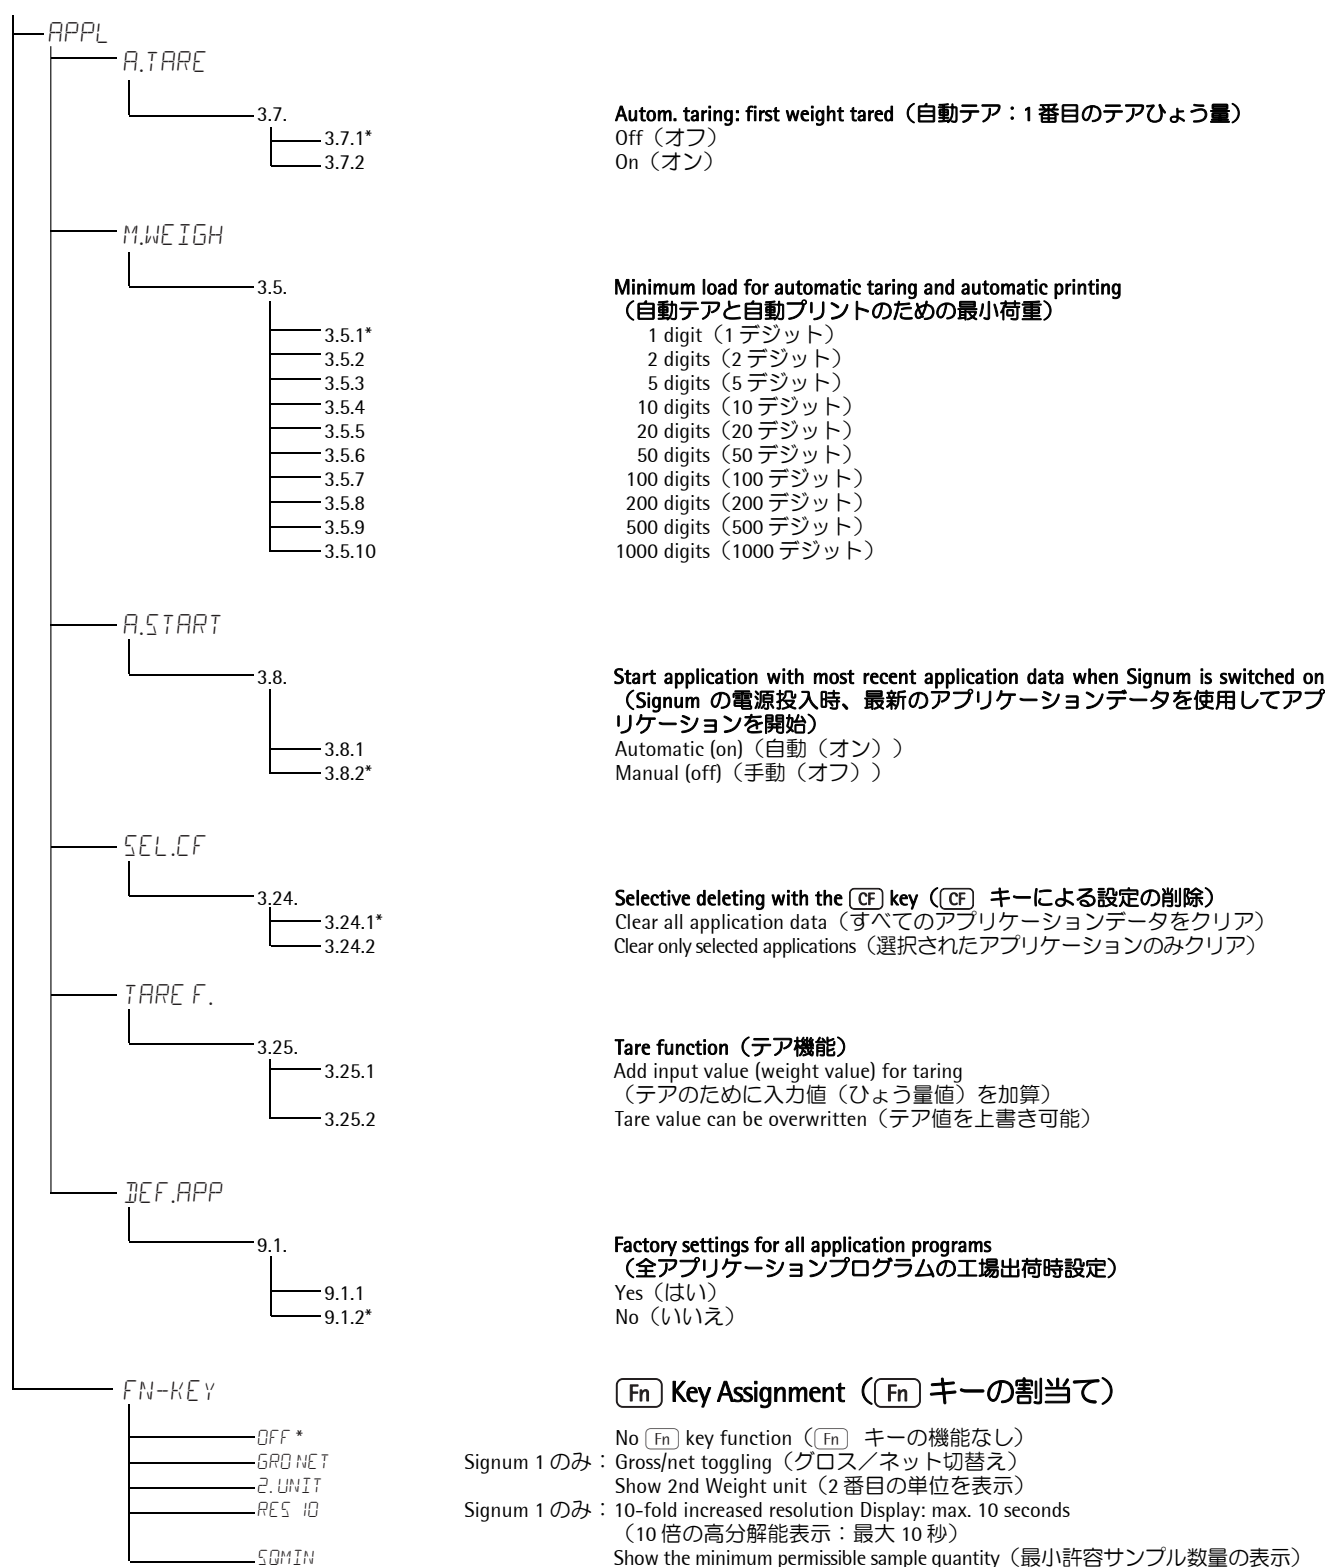 APPL
A.TARE
3.7. Autom. taring: first weight tared（自動テア：1 番目のテアひょう量）
3.7.1* Off（オフ）
3.7.2 On（オン）
M.WEIGH
3.5. Minimum load for automatic taring and automatic printing
（自動テアと自動プリントのための最小荷重）
3.5.1* 1 digit（1 デジット）
3.5.2 2 digits（2 デジット）
3.5.3 5 digits（5 デジット）
3.5.4 10 digits（10 デジット）
3.5.5 20 digits（20 デジット）
3.5.6 50 digits（50 デジット）
3.5.7 100 digits（100 デジット）
3.5.8 200 digits（200 デジット）
3.5.9 500 digits（500 デジット）
3.5.10 1000 digits（1000 デジット）
A.START
3.8. Start application with most recent application data when Signum is switched on
（Signum の電源投入時、最新のアプリケーションデータを使用してアプ
リケーションを開始）
3.8.1 Automatic (on)（自動（オン））
3.8.2* Manual (off)（手動（オフ））
SEL.CF
3.24. Selective deleting with the CF key（CF キーによる設定の削除）
3.24.1* Clear all application data（すべてのアプリケーションデータをクリア）
3.24.2 Clear only selected applications（選択されたアプリケーションのみクリア）
TARE F.
3.25. Tare function（テア機能）
3.25.1 Add input value (weight value) for taring
（テアのために入力値（ひょう量値）を加算）
3.25.2 Tare value can be overwritten（テア値を上書き可能）
DEF.APP
9.1. Factory settings for all application programs
（全アプリケーションプログラムの工場出荷時設定）
9.1.1 Yes（はい）
9.1.2* No（いいえ）
FN-KEY Fn Key Assignment（Fn キーの割当て）
OFF * No Fn key function（Fn キーの機能なし）
GRO NET Signum 1 のみ：Gross/net toggling（グロス／ネット切替え）
2. UNIT Show 2nd Weight unit（2 番目の単位を表示）
RES 10 Signum 1 のみ：10-fold increased resolution Display: max. 10 seconds
（10 倍の高分解能表示：最大 10 秒）
SQMIN Show the minimum permissible sample quantity（最小許容サンプル数量の表示）